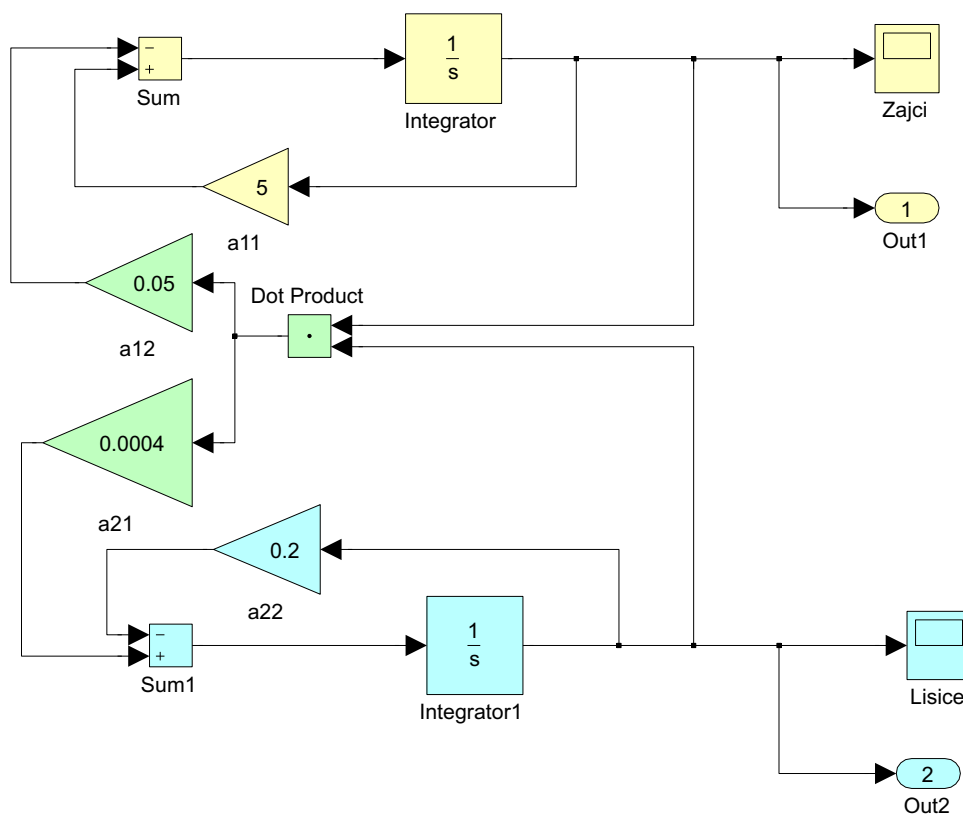 −
+
Sum
1
s
Integrator
Zajci
5
a11
1
Out1
0.05
a12
Dot Product
0.0004
a21
0.2
a22
−
+
Sum1
1
s
Integrator1
Lisice
2
Out2